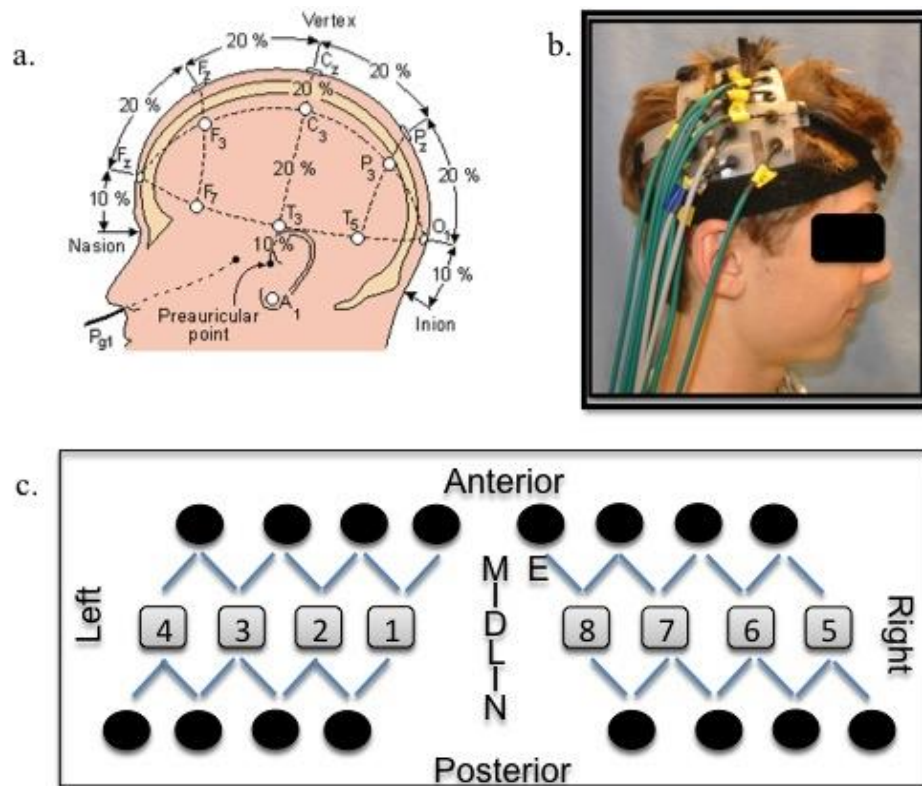 a.
Vertex
20 %
20 %
Fz
Cz
20 %
20 %
20 %
Fz
F3
C3
Pz
P3
20 %
20 %
10 %
F7
T3
T5
O
Nasion
10 %
10 %
A1
Preauricular
point
Inion
Pg1
b.
c.
Anterior
Left
M E
I
D
L
I
N
4 3 2 1
8 7 6 5
Right
Posterior